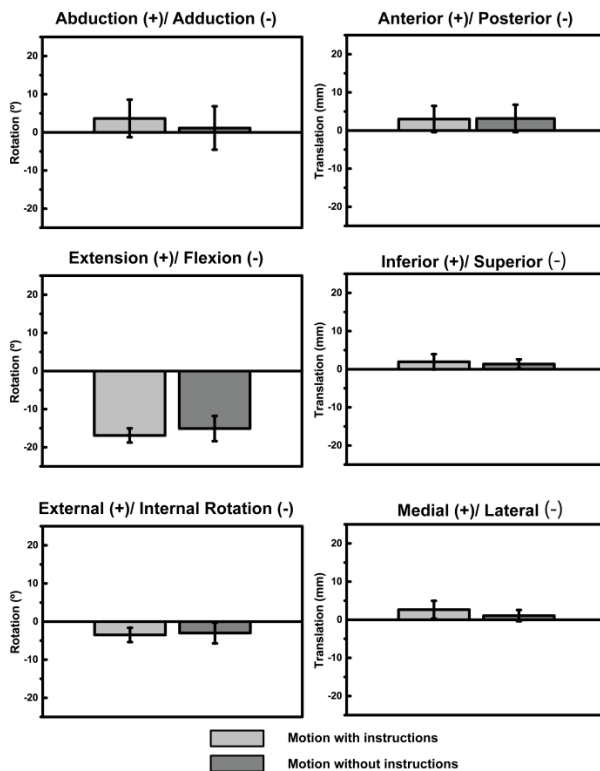 Abduction (+)/ Adduction (-)
Rotation (º)
20
10
0
-10
-20
Anterior (+)/ Posterior (-)
Translation (mm)
20
10
0
-10
-20
Extension (+)/ Flexion (-)
Rotation (º)
20
10
0
-10
-20
Inferior (+)/ Superior (-)
Translation (mm)
20
10
0
-10
-20
External (+)/ Internal Rotation (-)
Rotation (º)
20
10
0
-10
-20
Medial (+)/ Lateral (-)
Translation (mm)
20
10
0
-10
-20
Motion with instructions
Motion without instructions